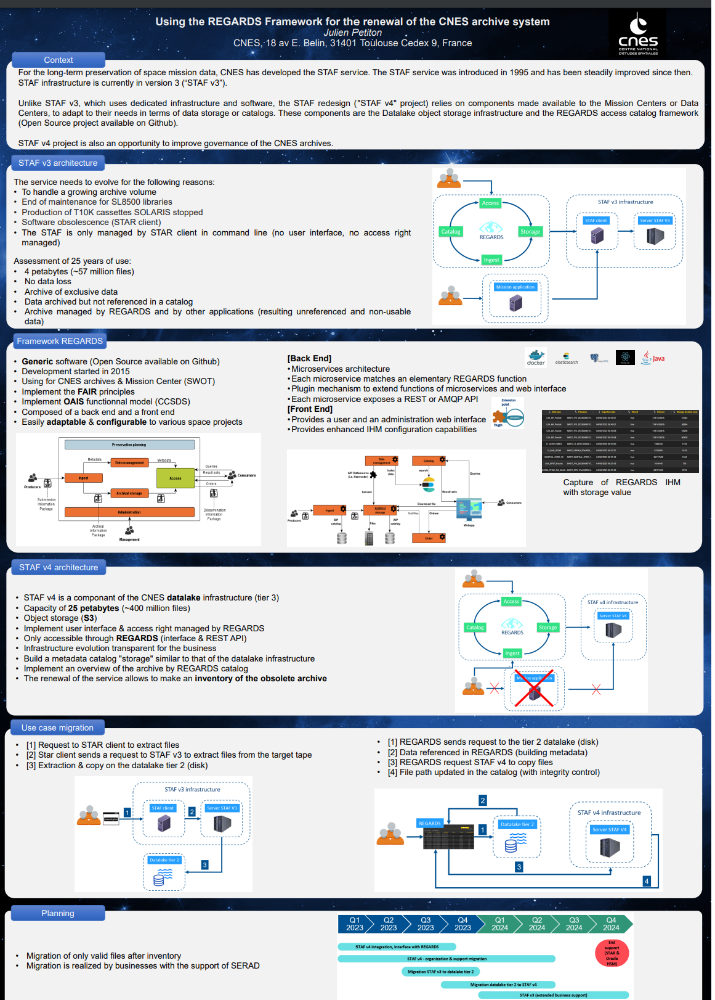 Using the REGARDS Framework for the renewal of the CNES archive system
Julien Petiton
CNES, 18 av E. Belin, 31401 Toulouse Cedex 9, France
cnes
CENTRE NATIONAL
D'ÉTUDES SPATIALES
Context
For the long-term preservation of space mission data, CNES has developed the STAF service. The STAF service was introduced in 1995 and has been steadily improved since then.
STAF infrastructure is currently in version 3 ("STAF v3").
Unlike STAF v3, which uses dedicated infrastructure and software, the STAF redesign ("STAF v4" project) relies on components made available to the Mission Centers or Data
Centers, to adapt to their needs in terms of data storage or catalogs. These components are the Datalake object storage infrastructure and the REGARDS access catalog framework
(Open Source project available on Github).
STAF v4 project is also an opportunity to improve governance of the CNES archives.
STAF v3 architecture
The service needs to evolve for the following reasons:
• To handle a growing archive volume
• End of maintenance for SL8500 libraries
• Production of T10K cassettes SOLARIS stopped
• Software obsolescence (STAR client)
• The STAF is only managed by STAR client in command line (no user interface, no access right
managed)
Assessment of 25 years of use:
• 4 petabytes (~57 million files)
• No data loss
• Archive of exclusive data
• Data archived but not referenced in a catalog
• Archive managed by REGARDS and by other applications (resulting unreferenced and non-usable
data)
Access
Catalog
REGARDS
Storage
Ingest
STAF v3 infrastructure
STAF client
Server STAF V3
Mission application
Framework REGARDS
• Generic software (Open Source available on Github)
• Development started in 2015
• Using for CNES archives & Mission Center (SWOT)
• Implement the FAIR principles
• Implement OAIS functionnal model (CCSDS)
• Composed of a back end and a front end
• Easily adaptable & configurable to various space projects
[Back End]
• Microservices architecture
• Each microservice matches an elementary REGARDS function
• Plugin mechanism to extend functions of microservices and web interface
• Each microservice exposes a REST or AMQP API
[Front End]
• Provides a user and an administration web interface
• Provides enhanced IHM configuration capabilities
docker
elasticsearch
PostgreSQL
React JS
Java
Extension
point
Plugin
Capture of REGARDS IHM
with storage value
Preservation planning
Metadata
Data management
Metadata
Queries
Result sets
Orders
Ingest
Access
Producers
Consumers
SIP
Archival storage
AIP
AIP
DIP
Submission
Information
Package
Administration
Dissemination
Information
Package
Archival
Information
Package
Management
Data
management
Catalog
AIP Datasource
(i.e. Harvester)
Index
data
search
Queries
harvest
Result sets
Download file
Ingest
Archival
storage
Get files
Orders
Producers
Consumers
SIP
catalog
files
AIP
catalog
Webapp
Order
STAF v4 architecture
• STAF v4 is a componant of the CNES datalake infrastructure (tier 3)
• Capacity of 25 petabytes (~400 million files)
• Object storage (S3)
• Implement user interface & access right managed by REGARDS
• Only accessible through REGARDS (interface & REST API)
• Infrastructure evolution transparent for the business
• Build a metadata catalog "storage" similar to that of the datalake infrastructure
• Implement an overview of the archive by REGARDS catalog
• The renewal of the service allows to make an inventory of the obsolete archive
Access
Catalog
REGARDS
Storage
Ingest
STAF v4 infrastructure
Server STAF V4
Mission application
Use case migration
• [1] Request to STAR client to extract files
• [2] Star client sends a request to STAF v3 to extract files from the target tape
• [3] Extraction & copy on the datalake tier 2 (disk)
• [1] REGARDS sends request to the tier 2 datalake (disk)
• [2] Data referenced in REGARDS (building metadata)
• [3] REGARDS request STAF v4 to copy files
• [4] File path updated in the catalog (with integrity control)
STAF v3 infrastructure
1
STAF client
2
Server STAF V3
Datalake tier 2
3
2
REGARDS
1
Datalake tier 2
STAF v4 infrastructure
Server STAF V4
3
4
Planning
• Migration of only valid files after inventory
• Migration is realized by businesses with the support of SERAD
Q1 2023
Q2 2023
Q3 2023
Q4 2023
Q1 2024
Q2 2024
Q3 2024
Q4 2024
STAF v4 integration, interface with REGARDS
STAF v4 - organization & support migration
Migration STAF v3 to datalake tier 2
Migration datalake tier 2 to STAF v4
STAF v3 (extended business support)
End
support
(STAR &
Oracle
HSM)